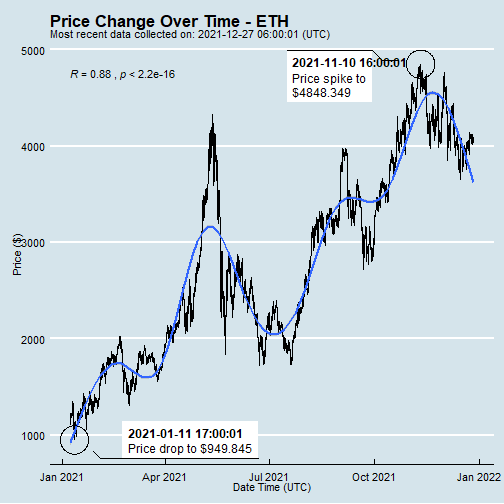 Price Change Over Time - ETH
Most recent data collected on: 2021-12-27 06:00:01 (UTC)
5000
2021-11-10 16:00:01
Price spike to
$4848.349
R = 0.88 , p < 2.2e-16
4000
3000
Price ($)
2000
1000
2021-01-11 17:00:01
Price drop to $949.845
Jan 2021
Apr 2021
Jul 2021
Oct 2021
Jan 2022
Date Time (UTC)